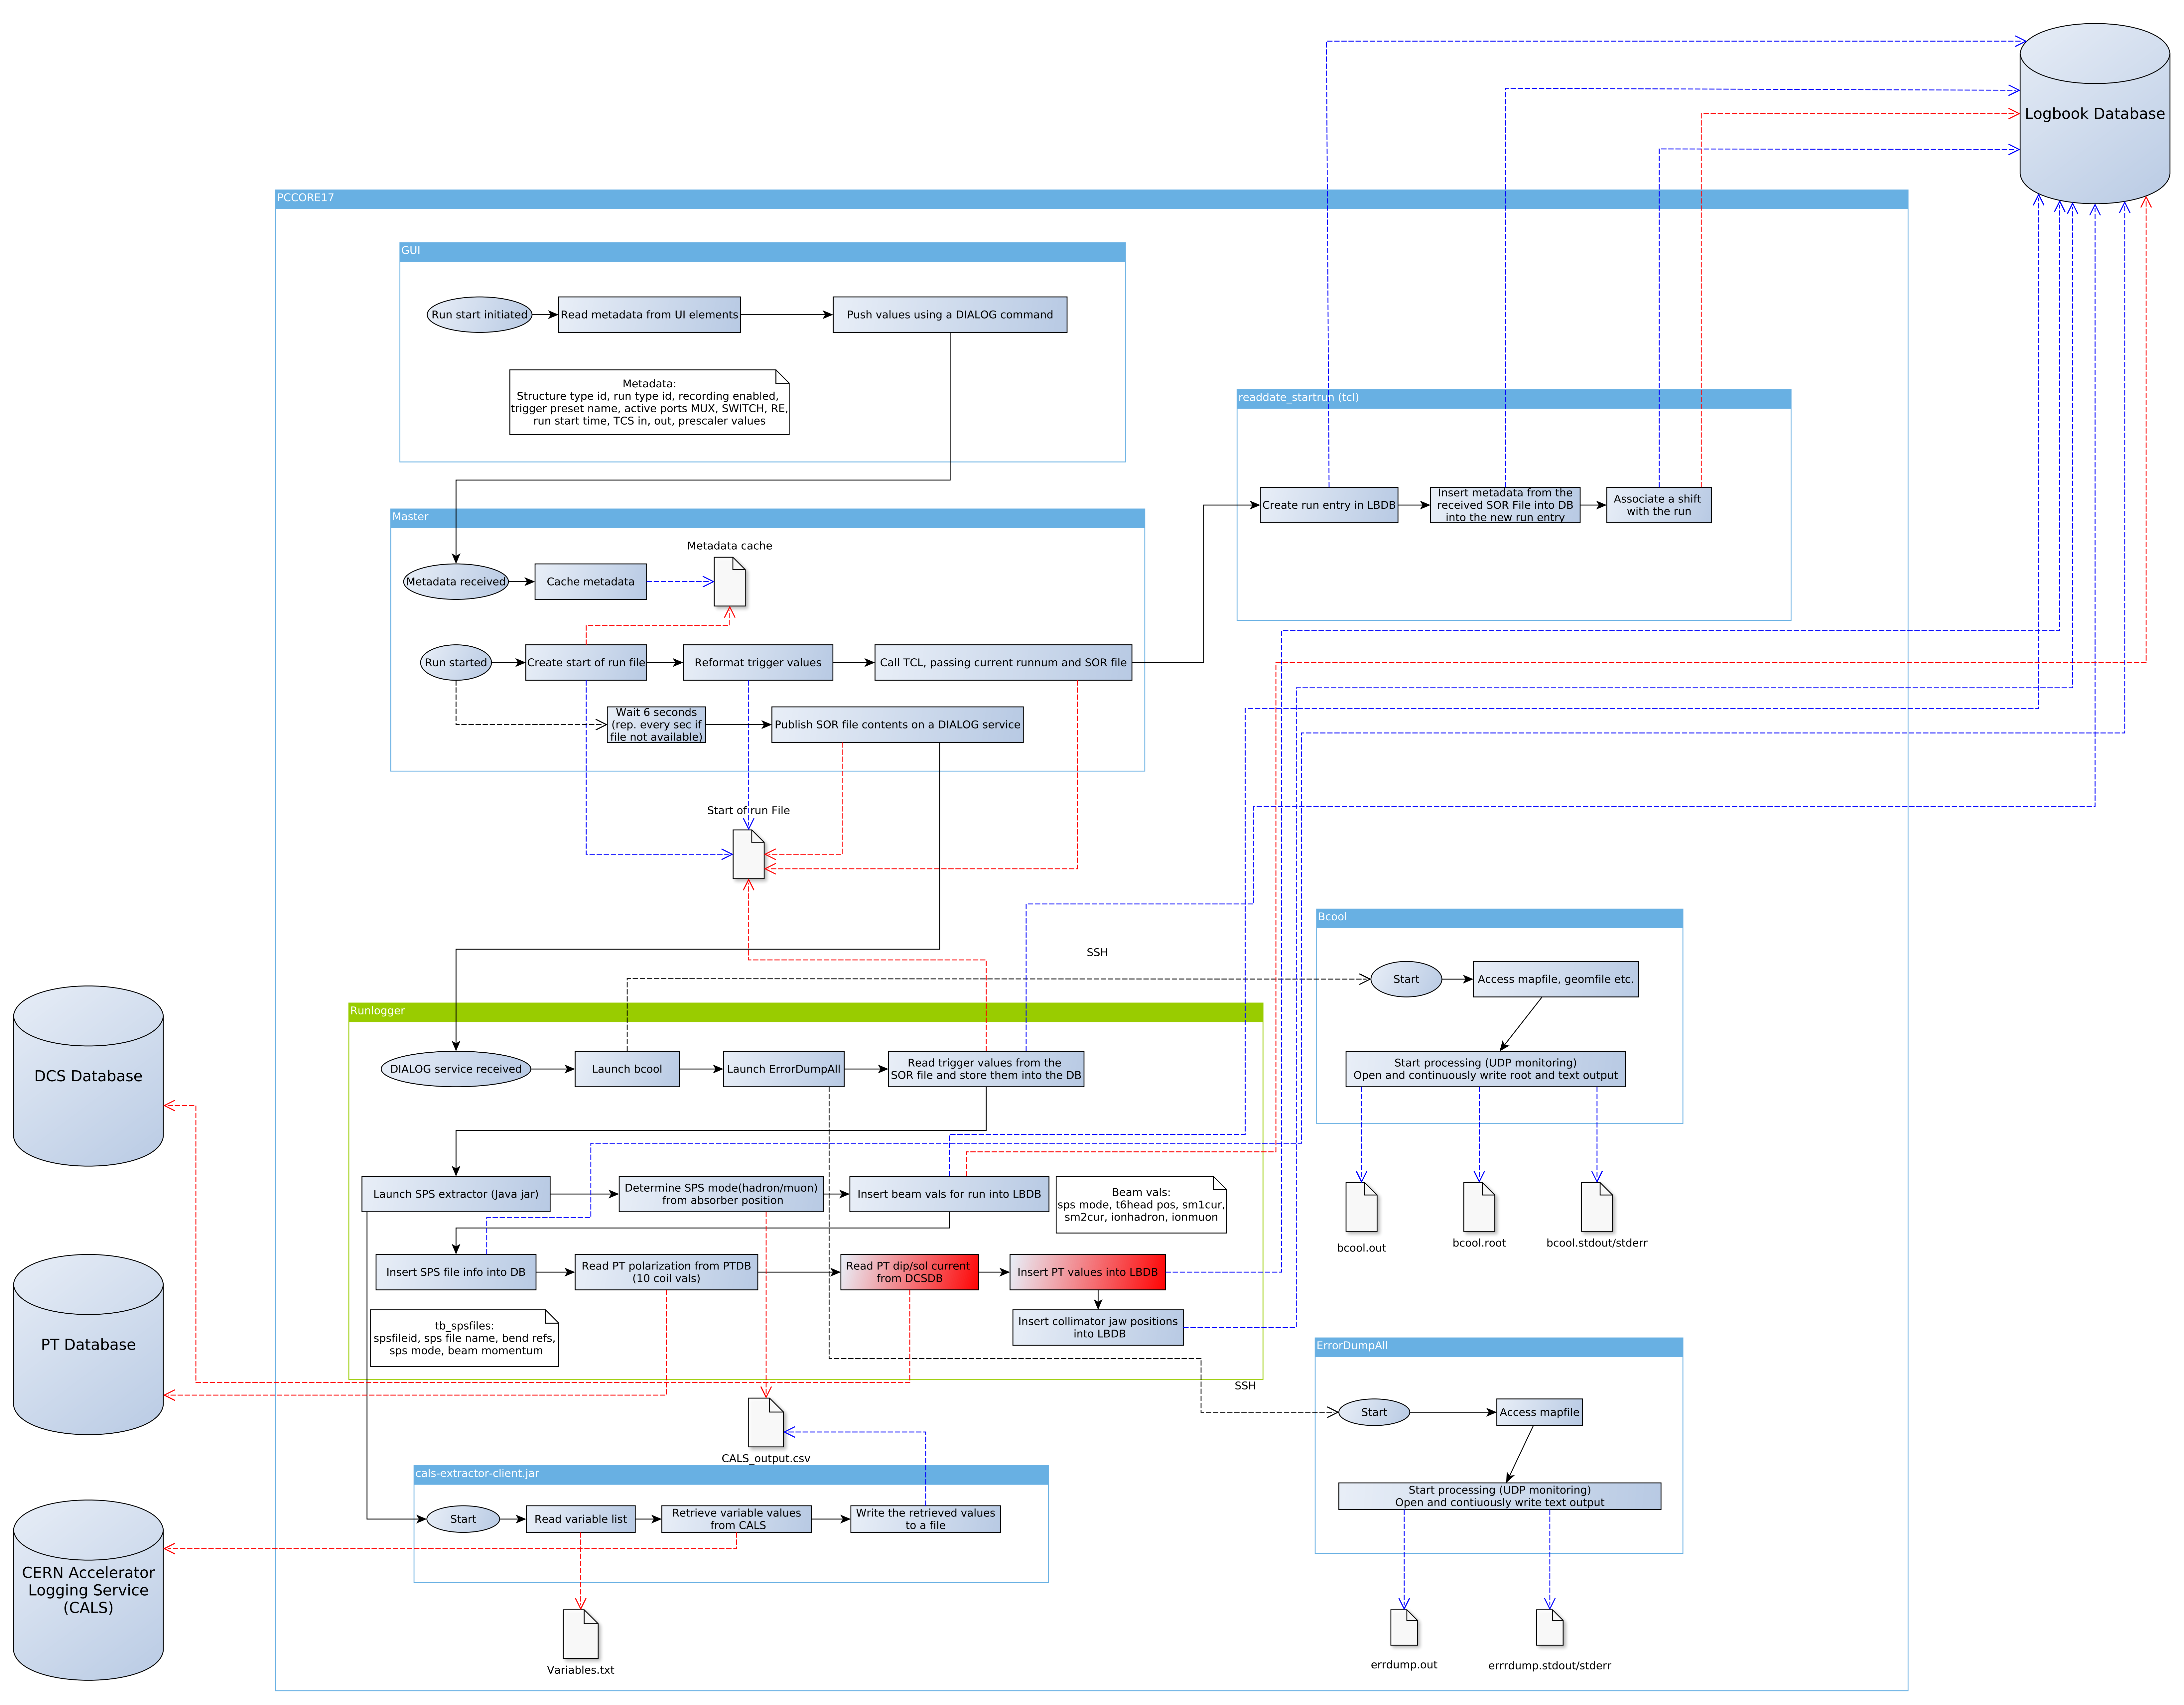 Logbook Database
PCCORE17
GUI
Run start initiated
Read metadata from UI elements
Push values using a DIALOG command
Metadata:
Structure type id, run type id, recording enabled,
trigger preset name, active ports MUX, SWITCH, RE,
run start time, TCS in, out, prescaler values
readdate_startrun (tcl)
Create run entry in LBDB
Insert metadata from the
received SOR File into DB
into the new run entry
Associate a shift
with the run
Master
Metadata cache
Metadata received
Cache metadata
Run started
Create start of run file
Reformat trigger values
Call TCL, passing current runnum and SOR file
Wait 6 seconds
(rep. every sec if
file not available)
Publish SOR file contents on a DIALOG service
Start of run File
SSH
Bcool
Start
Access mapfile, geomfile etc.
Start processing (UDP monitoring)
Open and continuously write root and text output
bcool.out
bcool.root
bcool.stdout/stderr
DCS Database
PT Database
CERN Accelerator
Logging Service
(CALS)
Runlogger
DIALOG service received
Launch bcool
Launch ErrorDumpAll
Read trigger values from the
SOR file and store them into the DB
Launch SPS extractor (Java jar)
Determine SPS mode(hadron/muon)
from absorber position
Insert beam vals for run into LBDB
Beam vals:
sps mode, t6head pos, sm1cur,
sm2cur, ionhadron, ionmuon
Insert SPS file info into DB
Read PT polarization from PTDB
(10 coil vals)
Read PT dip/sol current
from DCSDB
Insert PT values into LBDB
tb_spsfiles:
spsfileid, sps file name, bend refs,
sps mode, beam momentum
Insert collimator jaw positions
into LBDB
SSH
ErrorDumpAll
Start
Access mapfile
Start processing (UDP monitoring)
Open and contiuously write text output
errdump.out
errrdump.stdout/stderr
CALS_output.csv
cals-extractor-client.jar
Start
Read variable list
Retrieve variable values
from CALS
Write the retrieved values
to a file
Variables.txt